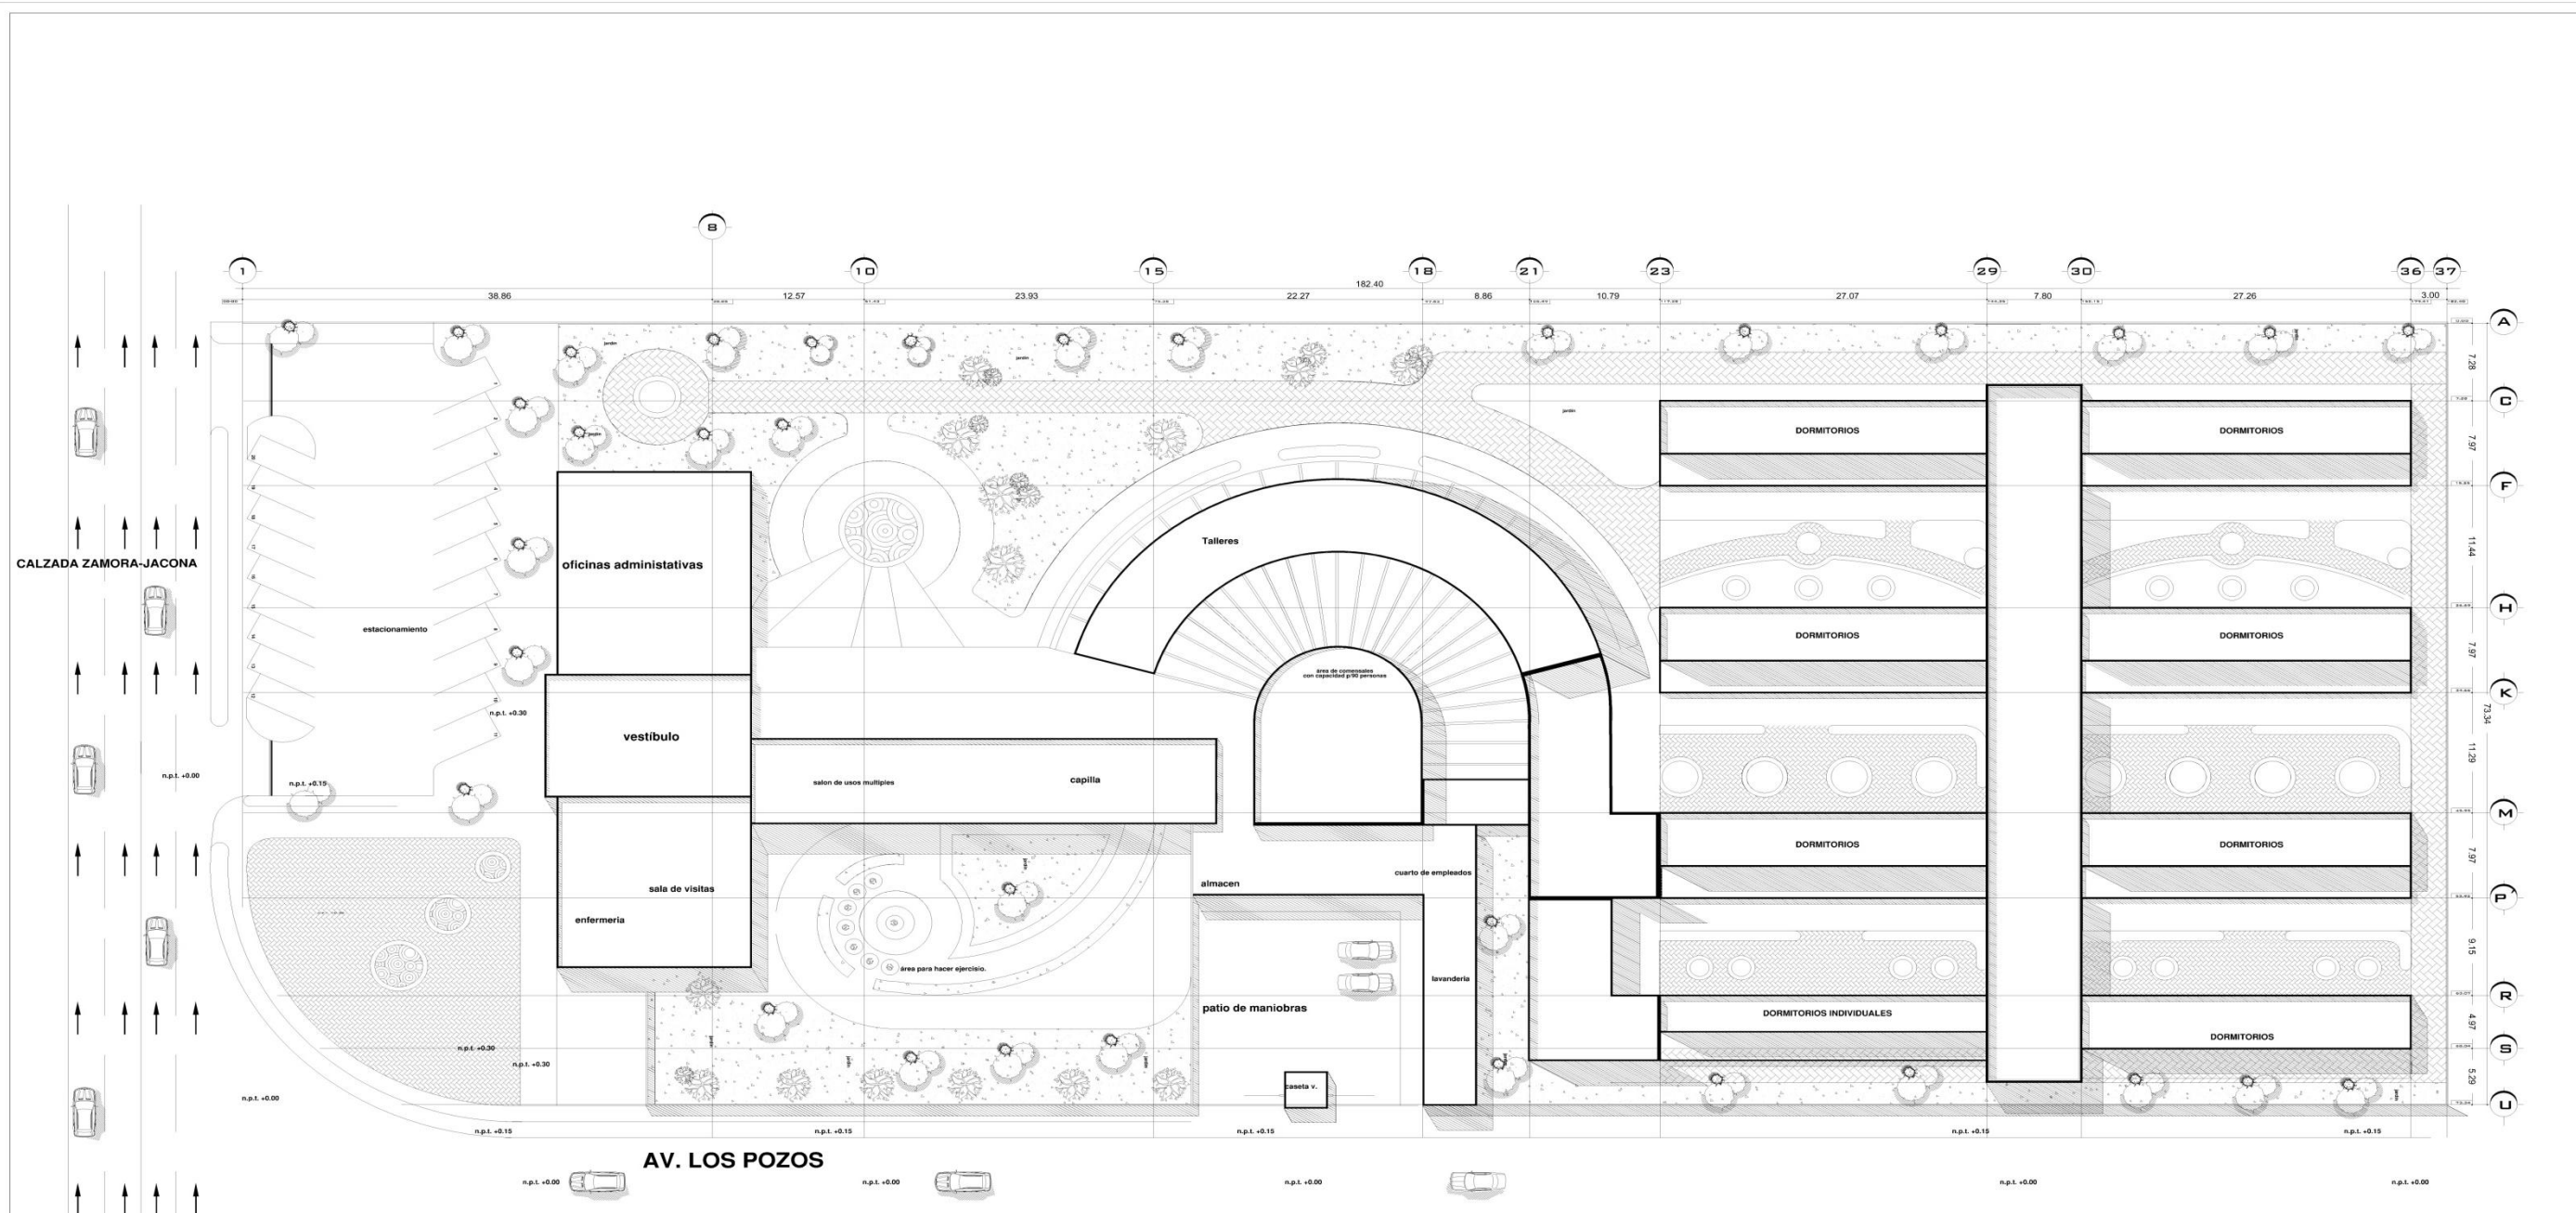 8
1
10
15
18
21
23
29
30
36
37
182.40
38.86
12.57
23.93
22.27
8.86
10.79
27.07
7.80
27.26
3.00
A
7.28
C
7.97
F
11.44
H
7.97
K
73.34
11.29
M
7.97
P
9.15
R
4.97
S
5.29
U
jardín
jardín
jardín
jardín
DORMITORIOS
DORMITORIOS
Talleres
CALZADA ZAMORA-JACONA
oficinas administativas
estacionamiento
DORMITORIOS
DORMITORIOS
área de comensales
con capacidad p/90 personas
n.p.t. +0.30
vestíbulo
n.p.t. +0.00
n.p.t. +0.15
salon de usos multiples
capilla
DORMITORIOS
DORMITORIOS
sala de visitas
almacen
cuarto de empleados
enfermeria
área para hacer ejercisio.
lavanderia
patio de maniobras
DORMITORIOS INDIVIDUALES
DORMITORIOS
n.p.t. +0.30
n.p.t. +0.30
caseta v.
n.p.t. +0.00
n.p.t. +0.15
n.p.t. +0.15
n.p.t. +0.15
n.p.t. +0.15
n.p.t. +0.15
AV. LOS POZOS
n.p.t. +0.00
n.p.t. +0.00
n.p.t. +0.00
n.p.t. +0.00
n.p.t. +0.00